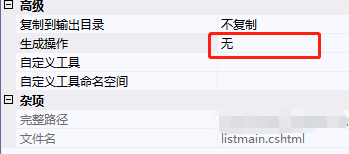 高级
复制到输出目录 不复制
生成操作 无
自定义工具
自定义工具命名空间
杂项
完整路径
文件名 listmain.cshtml